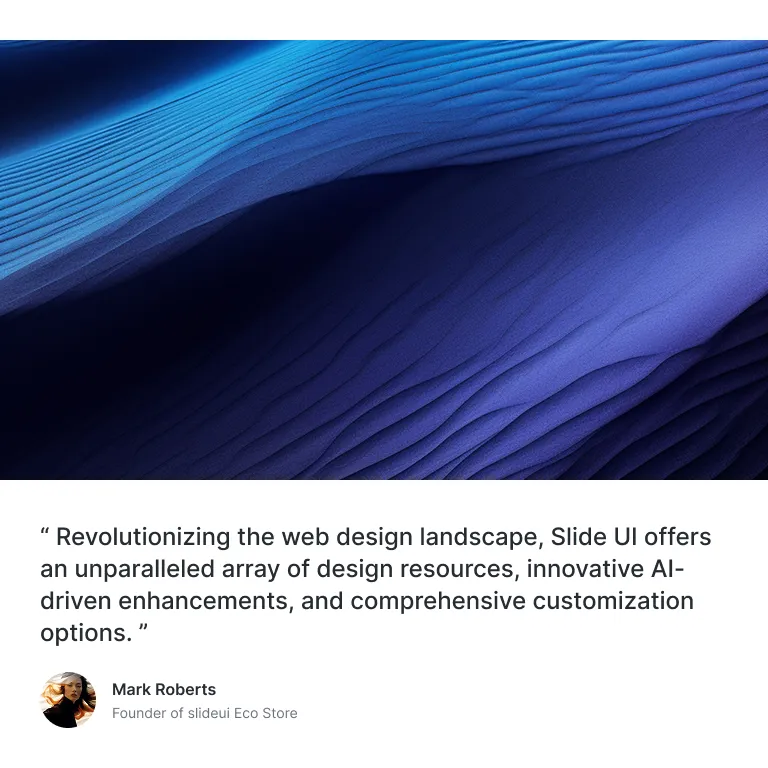 “ Revolutionizing the web design landscape, Slide UI offers
an unparalleled array of design resources, innovative AI-
driven enhancements, and comprehensive customization
options. ”
Mark Roberts
Founder of slideui Eco Store